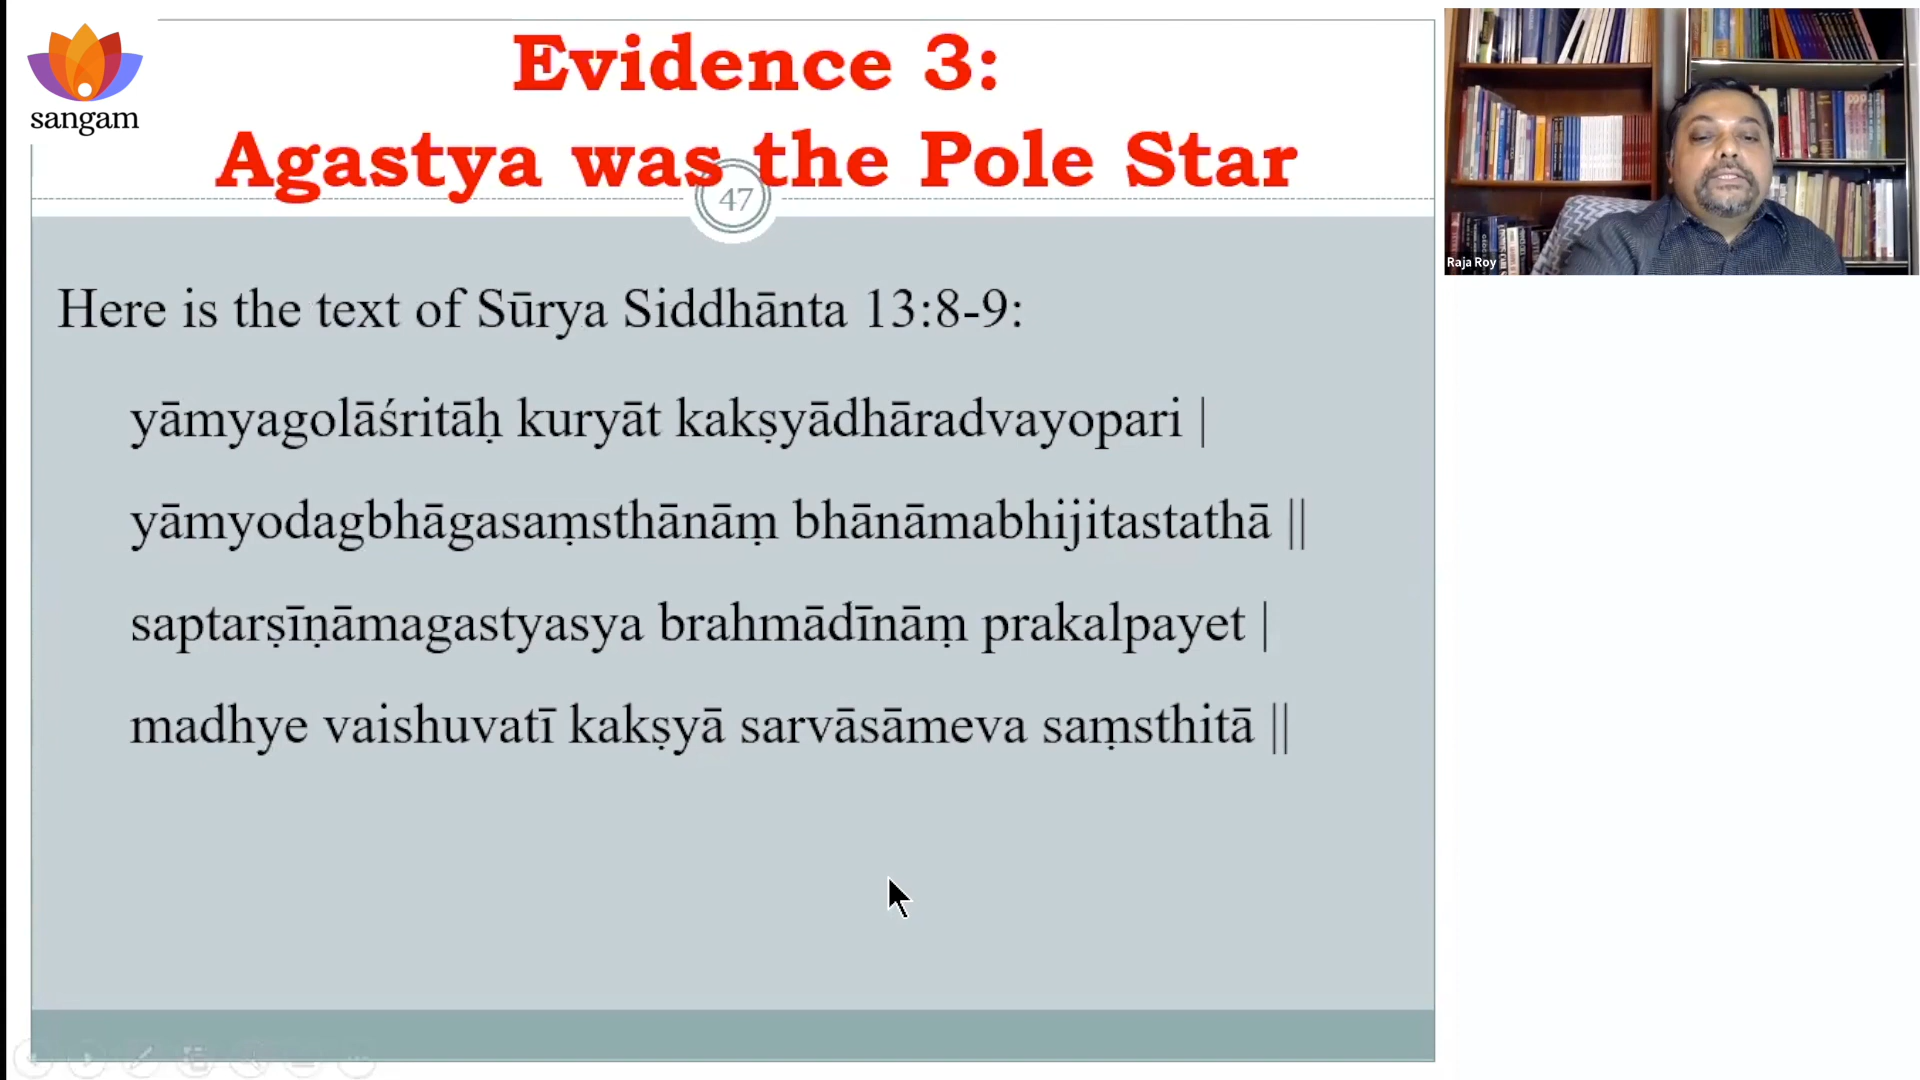 Evidence 3:
Agastya was the Pole Star
sangam
47
Here is the text of Sūrya Siddhānta 13:8-9:
yāmyagolāśritāḥ kuryāt kakṣyādhāradvayopari |
yāmyodagbhāgasaṃsthānāṃ bhānāmabhijitastathā ||
saptarṣīṇāmagastyasya brahmādīnāṃ prakalpayet |
madhye vaishuvatī kakṣyā sarvāsāmeva saṃsthitā ||
Raja Roy